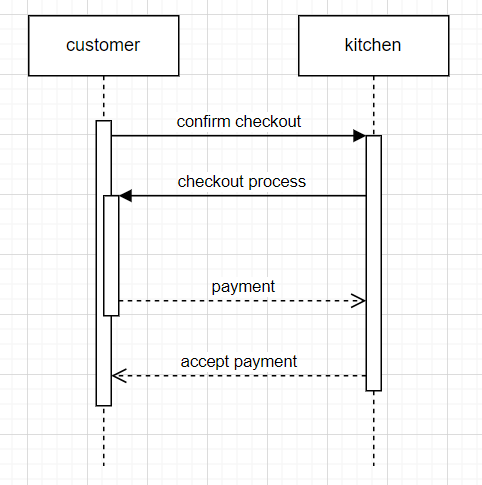 customer
kitchen
confirm checkout
checkout process
payment
accept payment